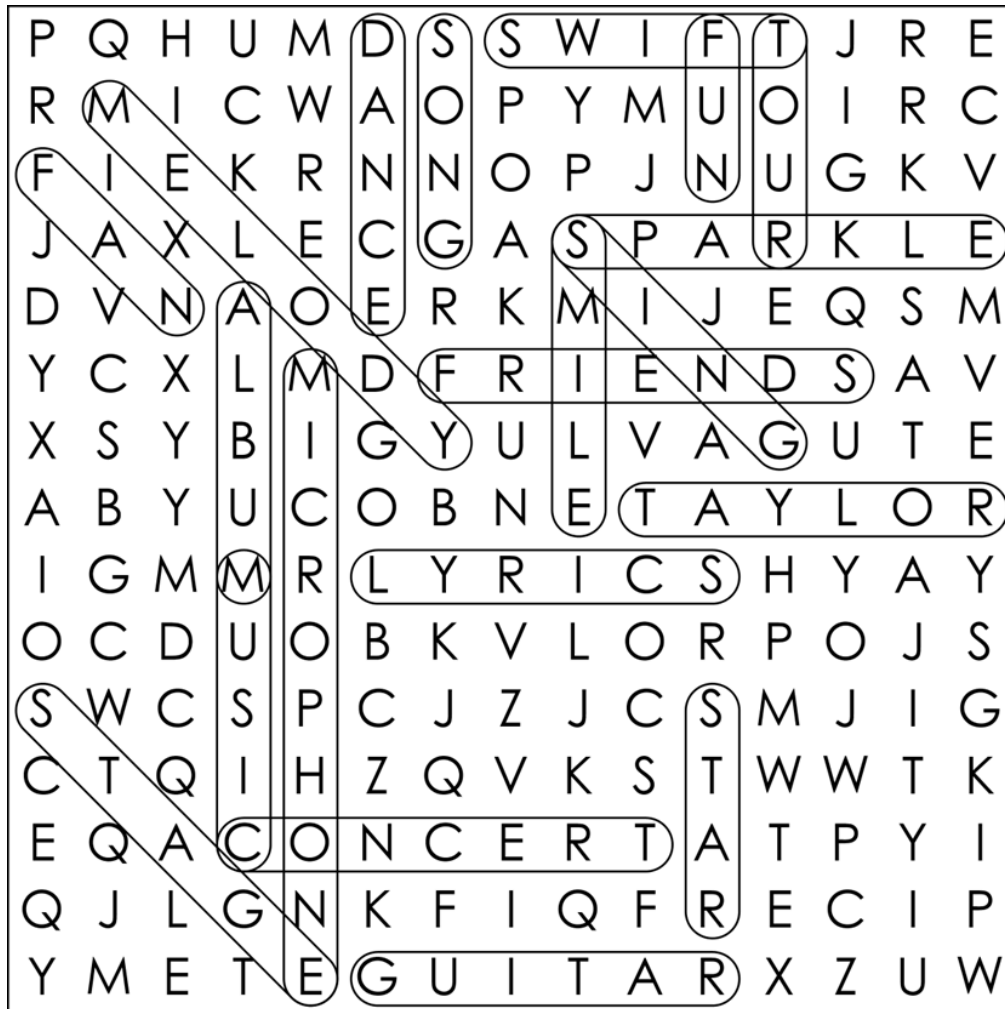 P Q H U M D S S W I F T J R E
R M I C W A O P Y M U O I R C
F I E K R N N O P J N U G K V
J A X L E C G A S P A R K L E
D V N A O E R K M I J E Q S M
Y C X L M D F R I E N D S A V
X S Y B I G Y U L V A G U T E
A B Y U C O B N E T A Y L O R
I G M M R L Y R I C S H Y A Y
O C D U O B K V L O R P O J S
S W C S P C J Z J C S M J I G
C T Q I H Z Q V K S T W W T K
E Q A C O N C E R T A T P Y I
Q J L G N K F I Q F R E C I P
Y M E T E G U I T A R X Z U W